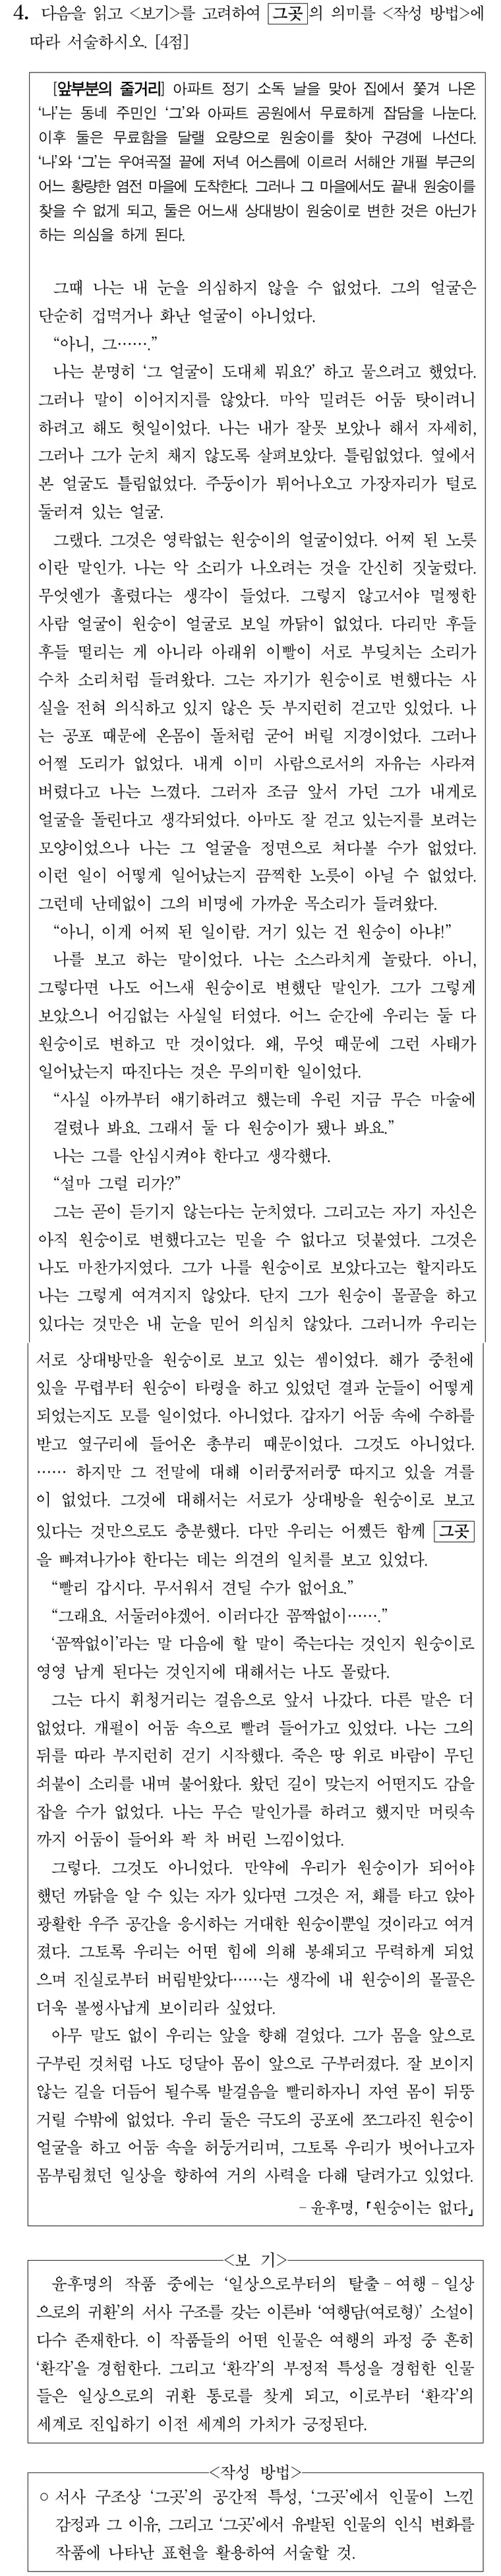 4. 다음을 읽고 <보기>를 고려하여 그곳의 의미를 <작성 방법>에
따라 서술하시오. [4점]
[앞부분의 줄거리] 아파트 정기 소독 날을 맞아 집에서 쫓겨 나온
‘나’는 동네 주민인 ‘그’와 아파트 공원에서 무료하게 잡담을 나눈다.
이후 둘은 무료함을 달랠 요량으로 원숭이를 찾아 구경에 나선다.
‘나’와 ‘그’는 우여곡절 끝에 저녁 어스름에 이르러 서해안 개펄 부근의
어느 황량한 염전 마을에 도착한다. 그러나 그 마을에서도 끝내 원숭이를
찾을 수 없게 되고, 둘은 어느새 상대방이 원숭이로 변한 것은 아닌가
하는 의심을 하게 된다.
그때 나는 내 눈을 의심하지 않을 수 없었다. 그의 얼굴은
단순히 겁먹거나 화난 얼굴이 아니었다.
“아니, 그⋯⋯.”
나는 분명히 ‘그 얼굴이 도대체 뭐요?’ 하고 물으려고 했었다.
그러나 말이 이어지지를 않았다. 마악 밀려든 어둠 탓이려니
하려고 해도 헛일이었다. 나는 내가 잘못 보았나 해서 자세히,
그러나 그가 눈치 채지 않도록 살펴보았다. 틀림없었다. 옆에서
본 얼굴도 틀림없었다. 주둥이가 튀어나오고 가장자리가 털로
둘러져 있는 얼굴.
그랬다. 그것은 영락없는 원숭이의 얼굴이었다. 어찌 된 노릇
이란 말인가. 나는 악 소리가 나오려는 것을 간신히 짓눌렀다.
무엇엔가 홀렸다는 생각이 들었다. 그렇지 않고서야 멀쩡한
사람 얼굴이 원숭이 얼굴로 보일 까닭이 없었다. 다리만 후들
후들 떨리는 게 아니라 아래위 이빨이 서로 부딪치는 소리가
수차 소리처럼 들려왔다. 그는 자기가 원숭이로 변했다는 사
실을 전혀 의식하고 있지 않은 듯 부지런히 걷고만 있었다. 나
는 공포 때문에 온몸이 돌처럼 굳어 버릴 지경이었다. 그러나
어쩔 도리가 없었다. 내게 이미 사람으로서의 자유는 사라져
버렸다고 나는 느꼈다. 그러자 조금 앞서 가던 그가 내게로
얼굴을 돌린다고 생각되었다. 아마도 잘 걷고 있는지를 보려는
모양이었으나 나는 그 얼굴을 정면으로 쳐다볼 수가 없었다.
이런 일이 어떻게 일어났는지 끔찍한 노릇이 아닐 수 없었다.
그런데 난데없이 그의 비명에 가까운 목소리가 들려왔다.
“아니, 이게 어찌 된 일이람. 거기 있는 건 원숭이 아냐!”
나를 보고 하는 말이었다. 나는 소스라치게 놀랐다. 아니,
그렇다면 나도 어느새 원숭이로 변했단 말인가. 그가 그렇게
보았으니 어김없는 사실일 터였다. 어느 순간에 우리는 둘 다
원숭이로 변하고 만 것이었다. 왜, 무엇 때문에 그런 사태가
일어났는지 따진다는 것은 무의미한 일이었다.
“사실 아까부터 얘기하려고 했는데 우린 지금 무슨 마술에
걸렸나 봐요. 그래서 둘 다 원숭이가 됐나 봐요.”
나는 그를 안심시켜야 한다고 생각했다.
“설마 그럴 리가?”
그는 곧이 듣기지 않는다는 눈치였다. 그리고는 자기 자신은
아직 원숭이로 변했다고는 믿을 수 없다고 덧붙였다. 그것은
나도 마찬가지였다. 그가 나를 원숭이로 보았다고는 할지라도
나는 그렇게 여겨지지 않았다. 단지 그가 원숭이 몰골을 하고
있다는 것만은 내 눈을 믿어 의심치 않았다. 그러니까 우리는
서로 상대방만을 원숭이로 보고 있는 셈이었다. 해가 중천에
있을 무렵부터 원숭이 타령을 하고 있었던 결과 눈들이 어떻게
되었는지도 모를 일이었다. 아니었다. 갑자기 어둠 속에 수하를
받고 옆구리에 들어온 총부리 때문이었다. 그것도 아니었다.
⋯⋯ 하지만 그 전말에 대해 이러쿵저러쿵 따지고 있을 겨를
이 없었다. 그것에 대해서는 서로가 상대방을 원숭이로 보고
있다는 것만으로도 충분했다. 다만 우리는 어쨌든 함께 그곳
을 빠져나가야 한다는 데는 의견의 일치를 보고 있었다.
“빨리 갑시다. 무서워서 견딜 수가 없어요.”
“그래요. 서둘러야겠어. 이러다간 꼼짝없이⋯⋯.”
‘꼼짝없이’라는 말 다음에 할 말이 죽는다는 것인지 원숭이로
영영 남게 된다는 것인지에 대해서는 나도 몰랐다.
그는 다시 휘청거리는 걸음으로 앞서 나갔다. 다른 말은 더
없었다. 개펄이 어둠 속으로 빨려 들어가고 있었다. 나는 그의
뒤를 따라 부지런히 걷기 시작했다. 죽은 땅 위로 바람이 무딘
쇠붙이 소리를 내며 불어왔다. 왔던 길이 맞는지 어떤지도 감을
잡을 수가 없었다. 나는 무슨 말인가를 하려고 했지만 머릿속
까지 어둠이 들어와 꽉 차 버린 느낌이었다.
그렇다. 그것도 아니었다. 만약에 우리가 원숭이가 되어야
했던 까닭을 알 수 있는 자가 있다면 그것은 저, 홰를 타고 앉아
광활한 우주 공간을 응시하는 거대한 원숭이뿐일 것이라고 여겨
졌다. 그토록 우리는 어떤 힘에 의해 봉쇄되고 무력하게 되었
으며 진실로부터 버림받았다⋯⋯는 생각에 내 원숭이의 몰골은
더욱 볼썽사납게 보이리라 싶었다.
아무 말도 없이 우리는 앞을 향해 걸었다. 그가 몸을 앞으로
구부린 것처럼 나도 덩달아 몸이 앞으로 구부러졌다. 잘 보이지
않는 길을 더듬어 될수록 발걸음을 빨리하자니 자연 몸이 뒤뚱
거릴 수밖에 없었다. 우리 둘은 극도의 공포에 쪼그라진 원숭이
얼굴을 하고 어둠 속을 허둥거리며, 그토록 우리가 벗어나고자
몸부림쳤던 일상을 향하여 거의 사력을 다해 달려가고 있었다.
- 윤후명, 「원숭이는 없다」
<보 기>
윤후명의 작품 중에는 ‘일상으로부터의 탈출 - 여행 - 일상
으로의 귀환’의 서사 구조를 갖는 이른바 ‘여행담(여로형)’ 소설이
다수 존재한다. 이 작품들의 어떤 인물은 여행의 과정 중 흔히
‘환각’을 경험한다. 그리고 ‘환각’의 부정적 특성을 경험한 인물
들은 일상으로의 귀환 통로를 찾게 되고, 이로부터 ‘환각’의
세계로 진입하기 이전 세계의 가치가 긍정된다.
<작성 방법>
○ 서사 구조상 ‘그곳’의 공간적 특성, ‘그곳’에서 인물이 느낀
감정과 그 이유, 그리고 ‘그곳’에서 유발된 인물의 인식 변화를
작품에 나타난 표현을 활용하여 서술할 것.